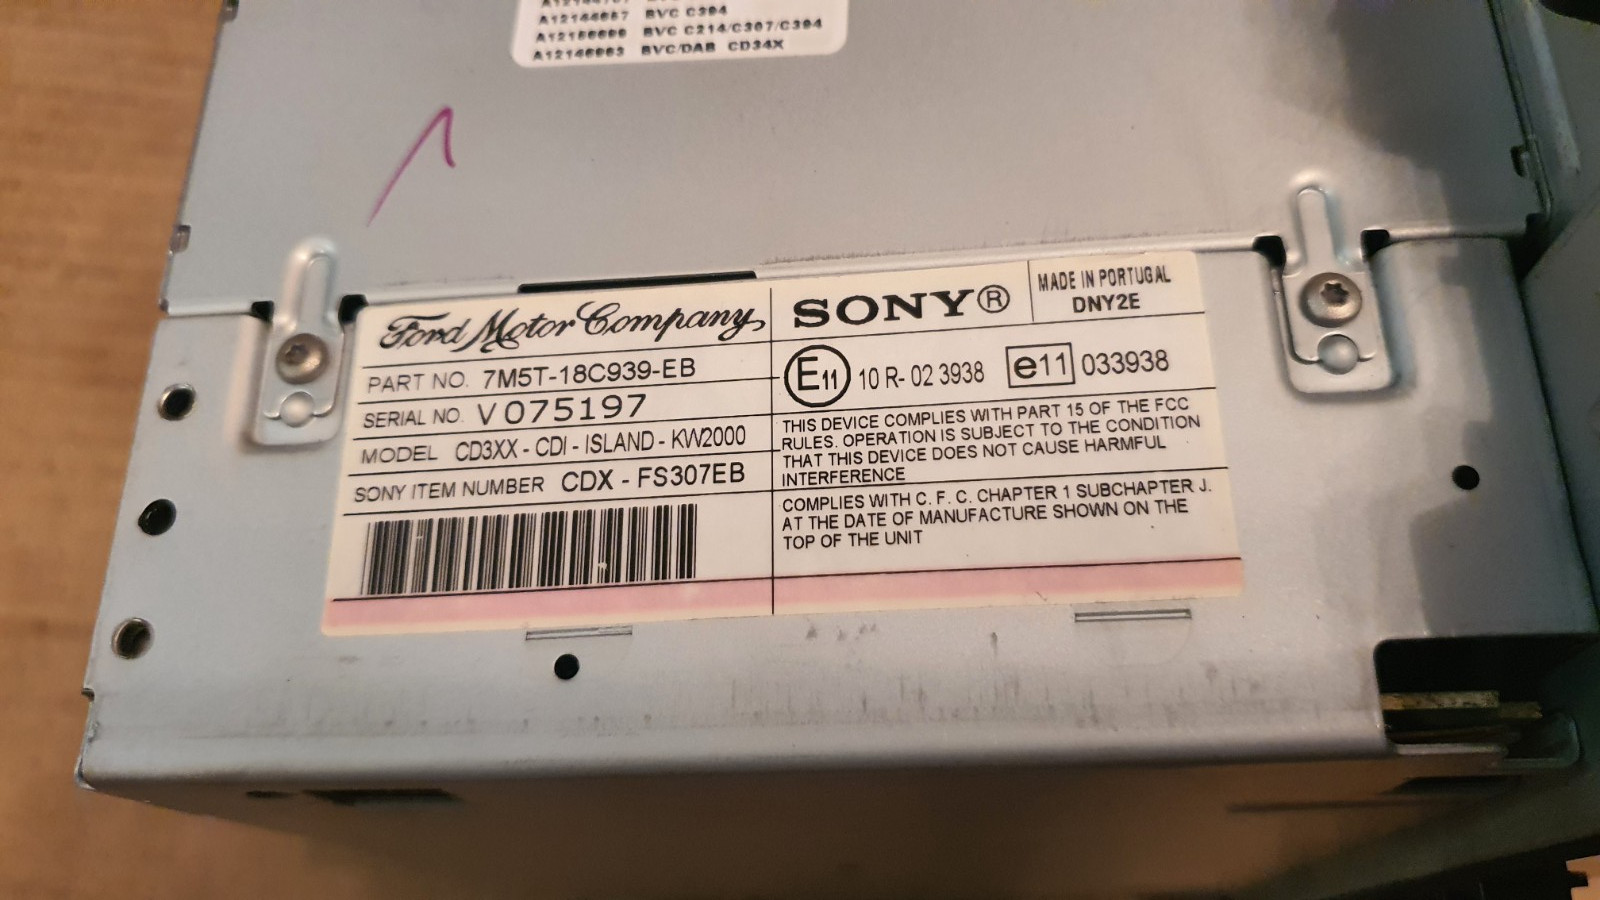 A12144667 BVC C394
A12156696 BVC C214/C307/C394
A12146963 BVC/DAB CD34X
Ford Motor Company,
PART NO. 7M5T-18C939-EB
SERIAL NO. V075197
MODEL CD3XX - CDI - ISLAND - KW2000
SONY ITEM NUMBER CDX - FS307EB
SONY®
MADE IN PORTUGAL
DNY2E
E11 10 R- 02 3938 e11 033938
THIS DEVICE COMPLIES WITH PART 15 OF THE FCC
RULES. OPERATION IS SUBJECT TO THE CONDITION
THAT THIS DEVICE DOES NOT CAUSE HARMFUL
INTERFERENCE
COMPLIES WITH C. F. C. CHAPTER 1 SUBCHAPTER J.
AT THE DATE OF MANUFACTURE SHOWN ON THE
TOP OF THE UNIT